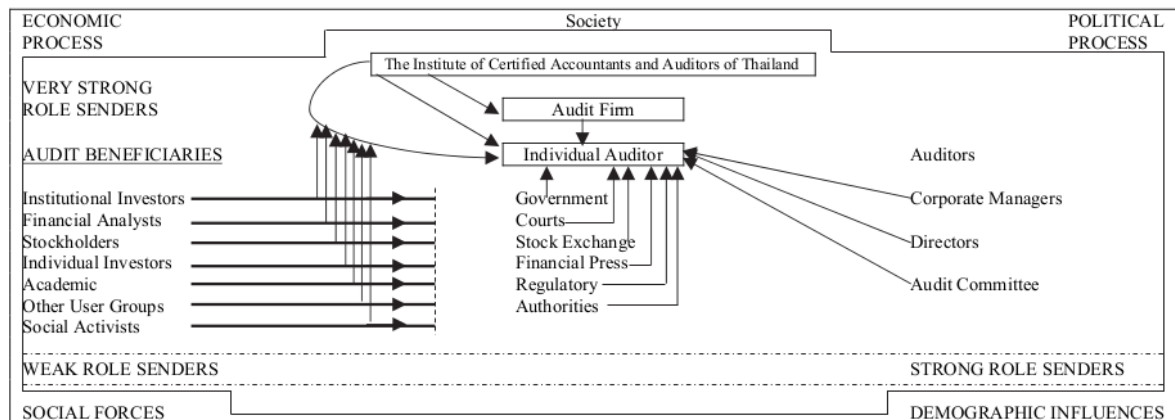 ECONOMIC
PROCESS
Society
POLITICAL
PROCESS
The Institute of Certified Accountants and Auditors of Thailand
VERY STRONG
ROLE SENDERS
Audit Firm
AUDIT BENEFICIARIES
Individual Auditor
Auditors
Institutional Investors
Financial Analysts
Stockholders
Individual Investors
Academic
Other User Groups
Social Activists
Government
Courts
Stock Exchange
Financial Press
Regulatory
Authorities
Corporate Managers
Directors
Audit Committee
WEAK ROLE SENDERS
STRONG ROLE SENDERS
SOCIAL FORCES
DEMOGRAPHIC INFLUENCES